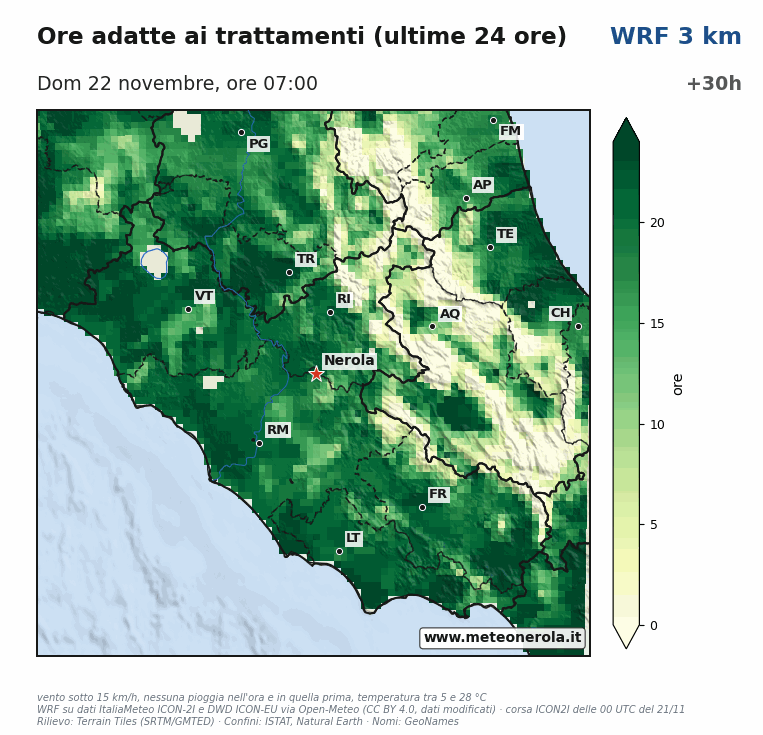 Ore adatte ai trattamenti (ultime 24 ore)
WRF 3 km
Dom 22 novembre, ore 07:00
+30h
FM
PG
AP
TE
TR
VT
RI
AQ
CH
Nerola
RM
FR
LT
www.meteonerola.it
20
15
10
5
0
ore
vento sotto 15 km/h, nessuna pioggia nell'ora e in quella prima, temperatura tra 5 e 28 °C
WRF su dati ItaliaMeteo ICON-2I e DWD ICON-EU via Open-Meteo (CC BY 4.0, dati modificati) · corsa ICON2I delle 00 UTC del 21/11
Rilievo: Terrain Tiles (SRTM/GMTED) · Confini: ISTAT, Natural Earth · Nomi: GeoNames